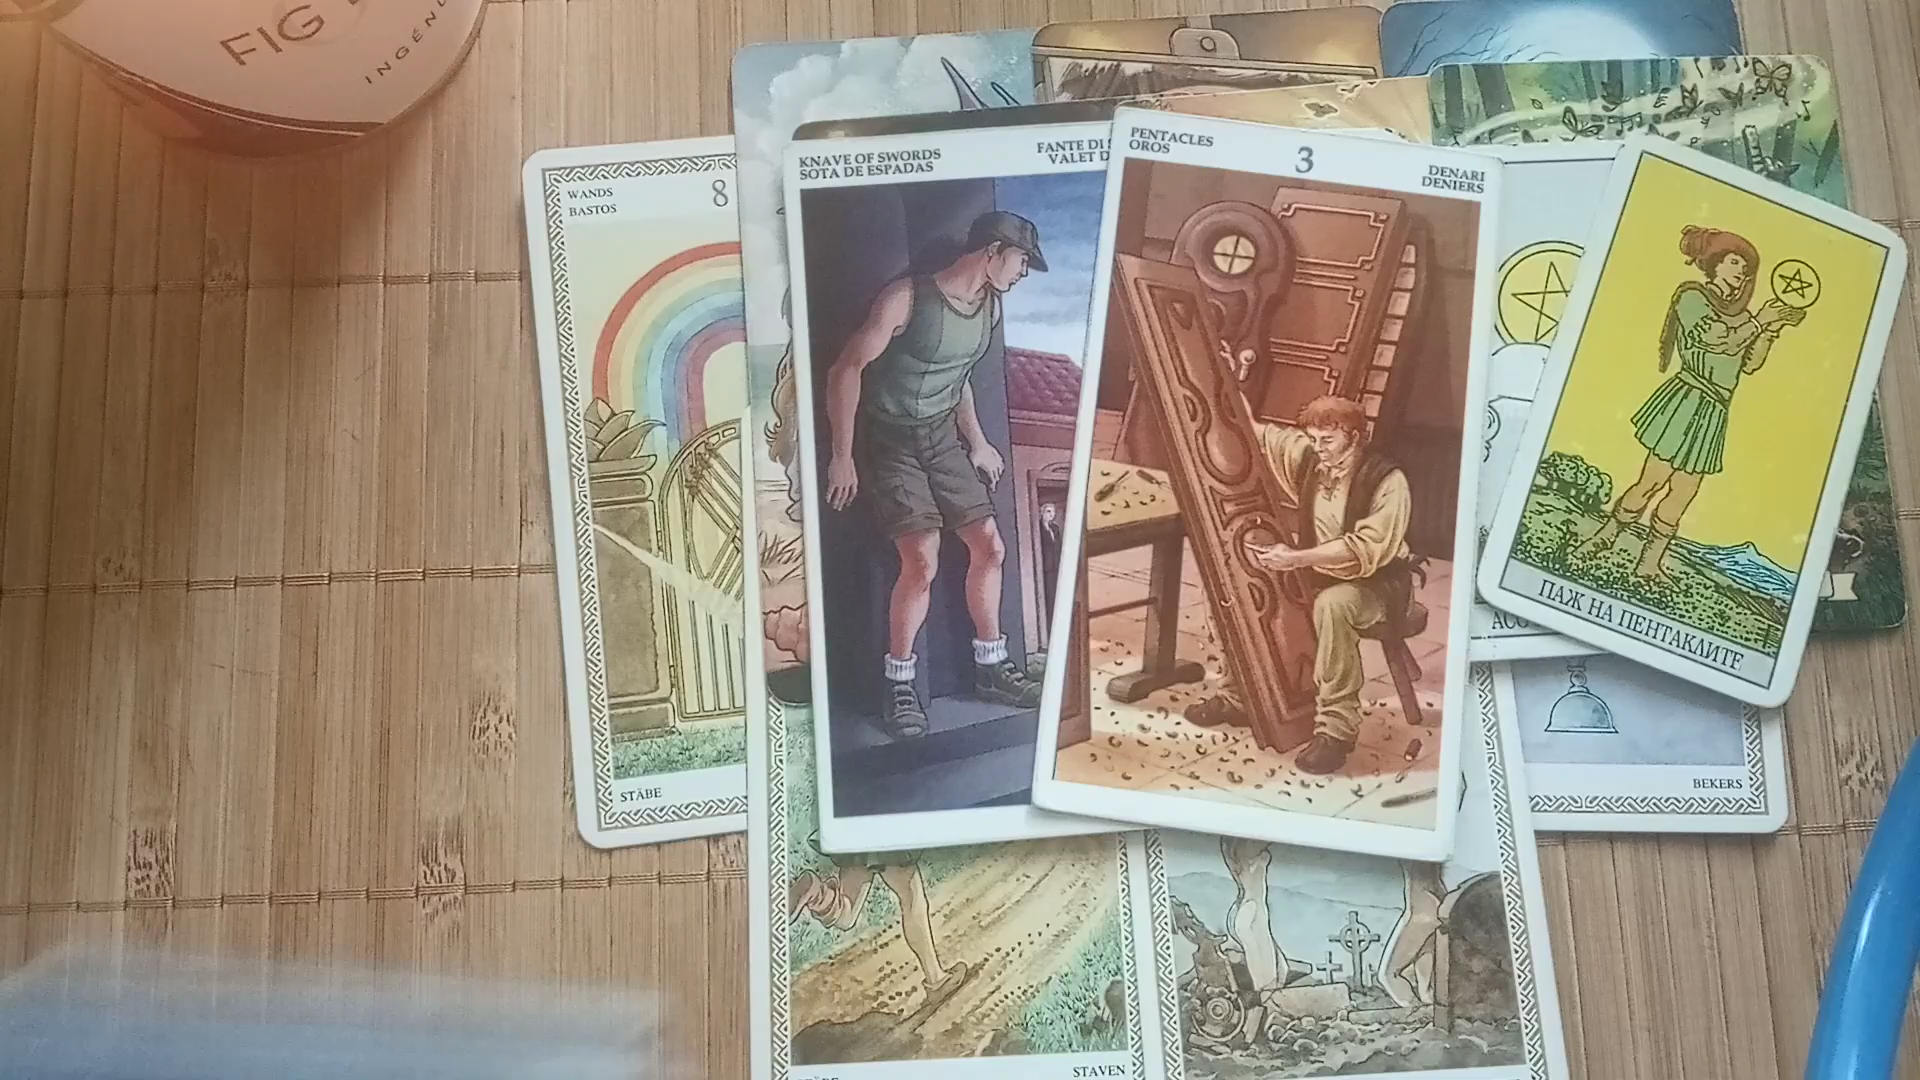 FIG
INGÉNU
WANDS
BASTOS
8
STÄBE
KNAVE OF SWORDS
SOTA DE ESPADAS
FANTE DI
VALET
PENTACLES
OROS
3
DENARI
DENIERS
ПАЖ НА ПЕНТАКЛИТЕ
BEKERS
STAVEN